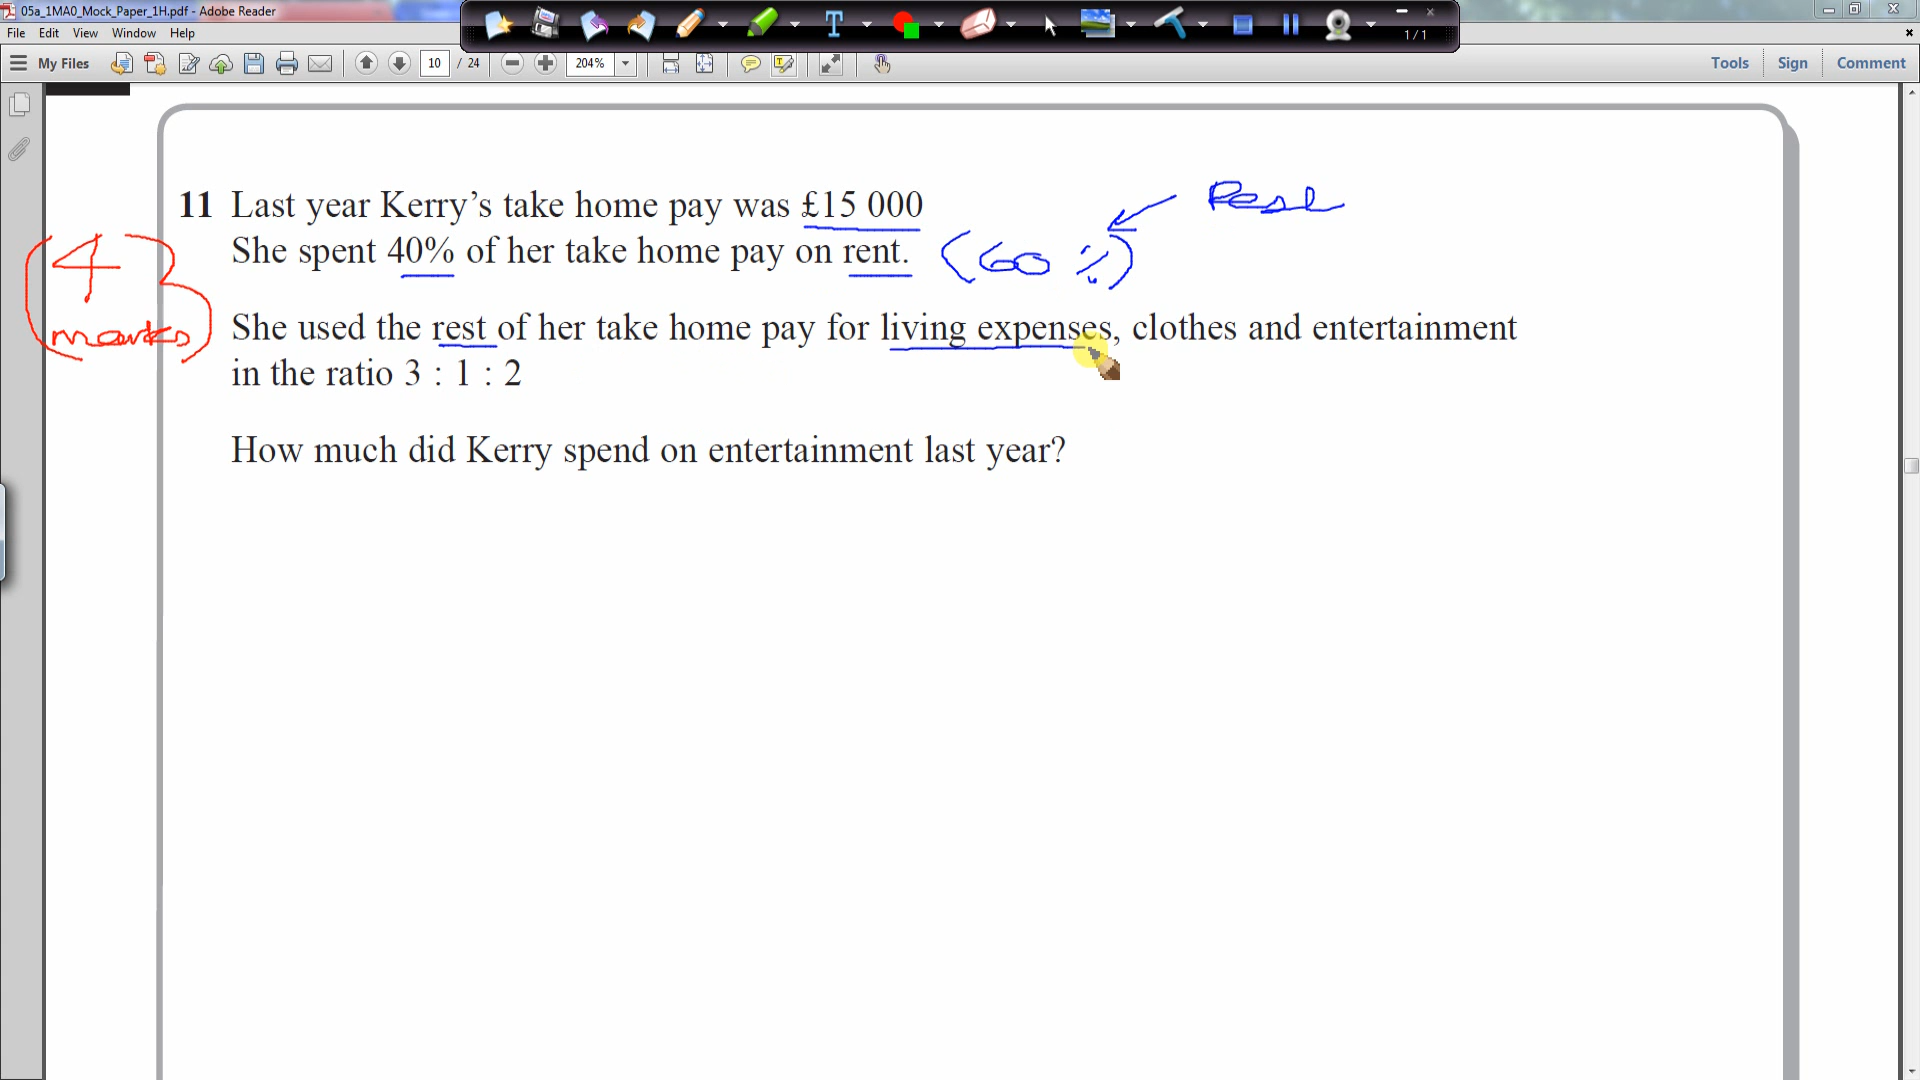 05a_1MA0_Mock_Paper_1H.pdf - Adobe Reader
File Edit View Window Help
1/1
My Files 10 / 24 204% Tools Sign Comment
11 Last year Kerry's take home pay was £15 000
Rest
She spent 40% of her take home pay on rent. (60 %)
(4
marks)
She used the rest of her take home pay for living expenses, clothes and entertainment
in the ratio 3 : 1 : 2
How much did Kerry spend on entertainment last year?